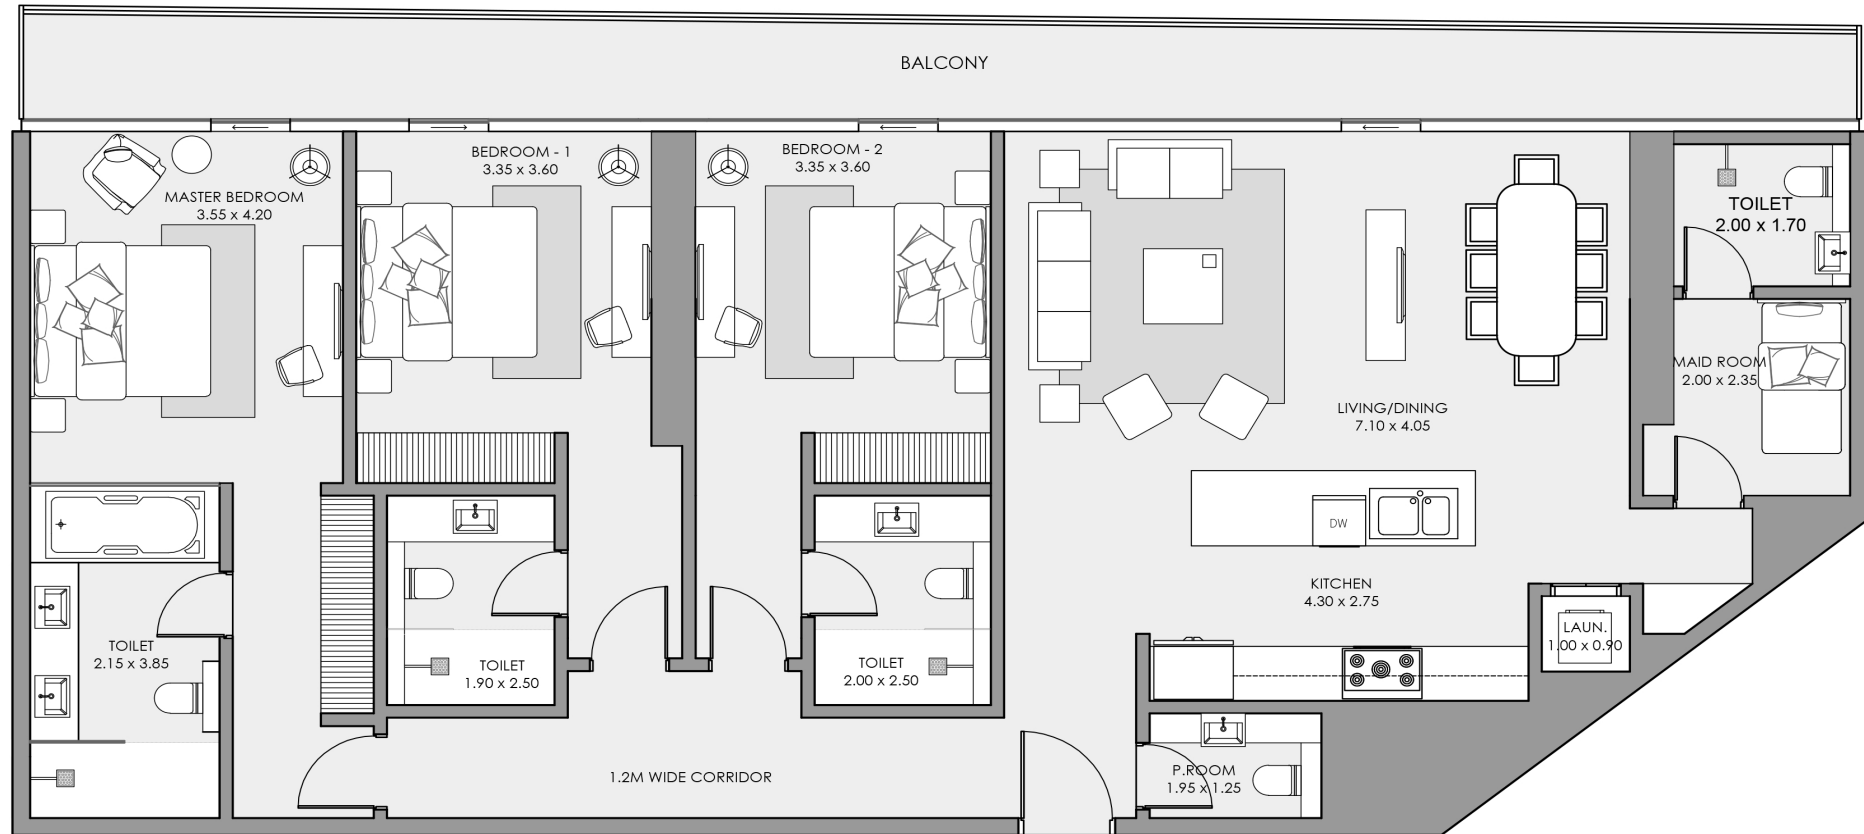 BALCONY
MASTER BEDROOM
3.55 x 4.20
BEDROOM - 1
3.35 x 3.60
BEDROOM - 2
3.35 x 3.60
TOILET
2.00 x 1.70
MAID ROOM
2.00 x 2.35
LIVING/DINING
7.10 x 4.05
DW
KITCHEN
4.30 x 2.75
LAUN.
1.00 x 0.90
TOILET
2.15 x 3.85
TOILET
1.90 x 2.50
TOILET
2.00 x 2.50
1.2M WIDE CORRIDOR
P.ROOM
1.95 x 1.25